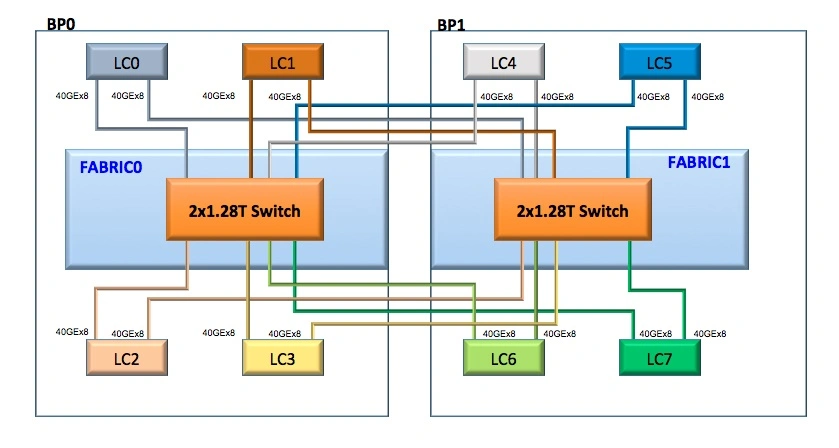 BP0
BP1
LC0
LC1
LC4
LC5
40GEx8
40GEx8
40GEx8
40GEx8
40GEx8
40GEx8
40GEx8
40GEx8
FABRIC0
FABRIC1
2x1.28T Switch
2x1.28T Switch
40GEx8
40GEx8
40GEx8
40GEx8
40GEx8
40GEx8
40GEx8
40GEx8
LC2
LC3
LC6
LC7